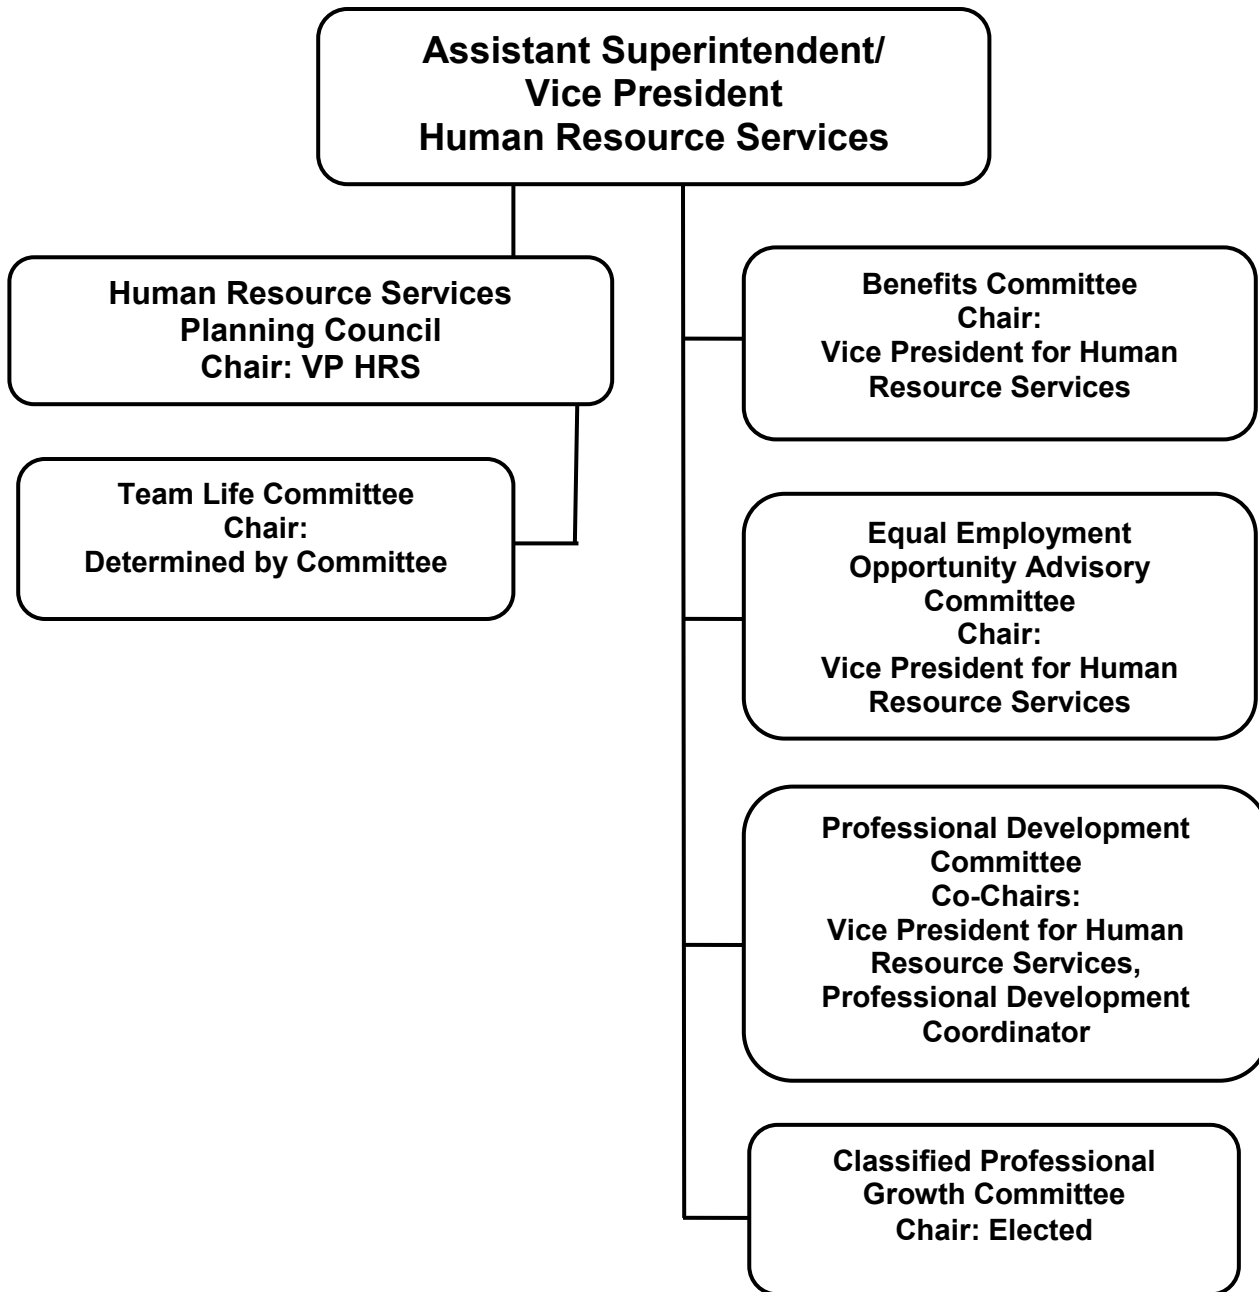 Assistant Superintendent/
Vice President
Human Resource Services
Human Resource Services
Planning Council
Chair: VP HRS
Team Life Committee
Chair:
Determined by Committee
Benefits Committee
Chair:
Vice President for Human
Resource Services
Equal Employment
Opportunity Advisory
Committee
Chair:
Vice President for Human
Resource Services
Professional Development
Committee
Co-Chairs:
Vice President for Human
Resource Services,
Professional Development
Coordinator
Classified Professional
Growth Committee
Chair: Elected